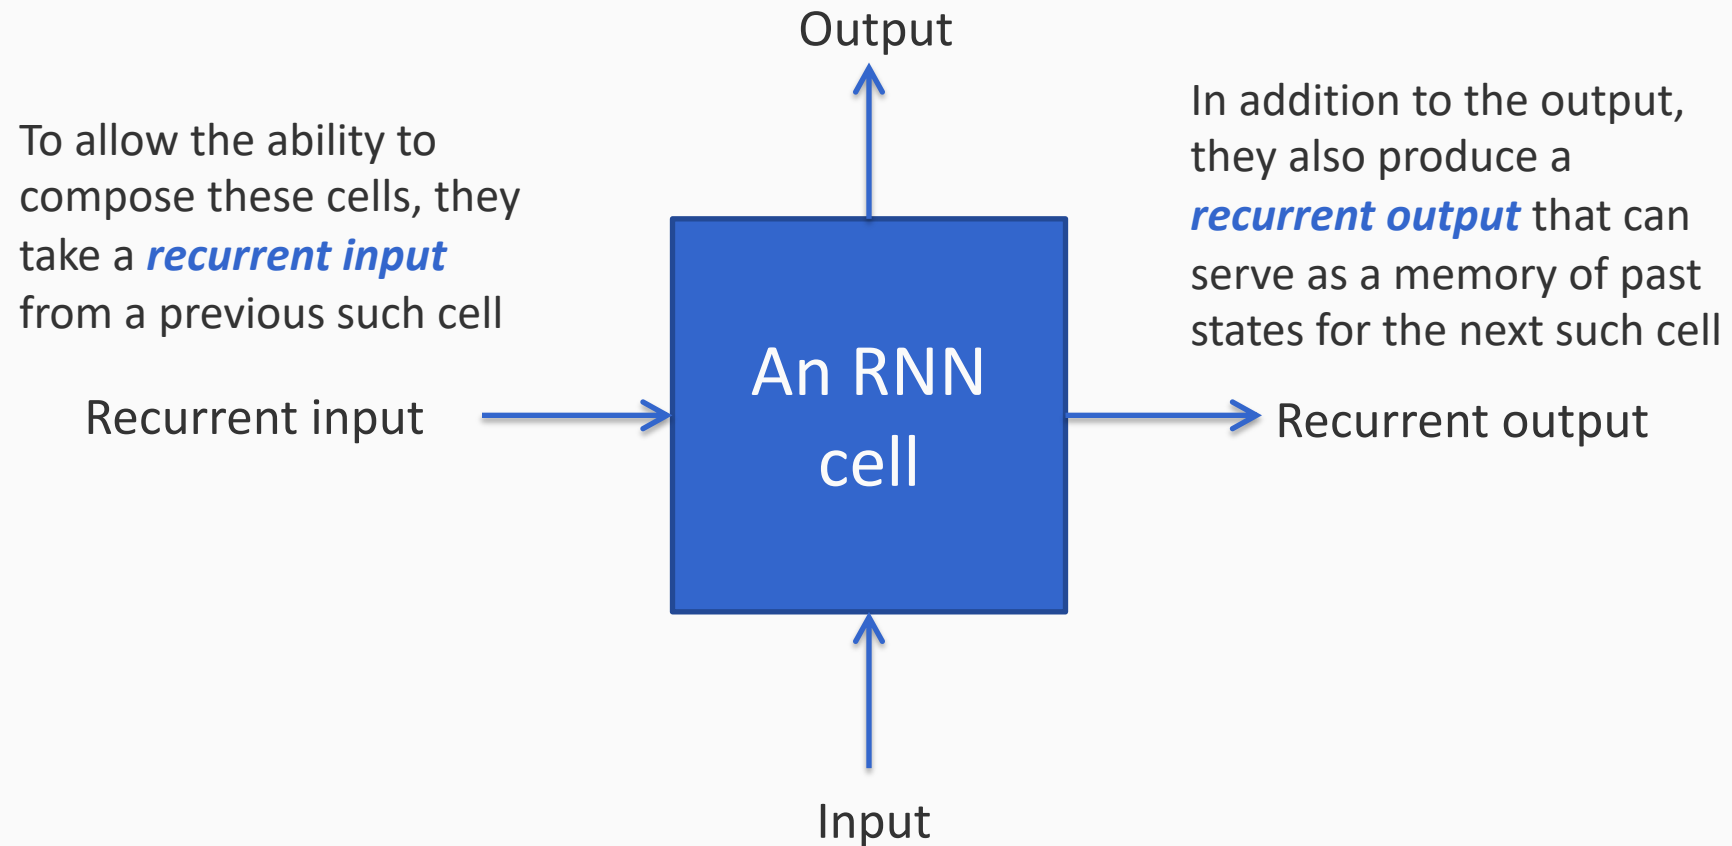 Output
To allow the ability to
compose these cells, they
take a recurrent input
from a previous such cell
In addition to the output,
they also produce a
recurrent output that can
serve as a memory of past
states for the next such cell
An RNN
cell
Recurrent input
Recurrent output
Input